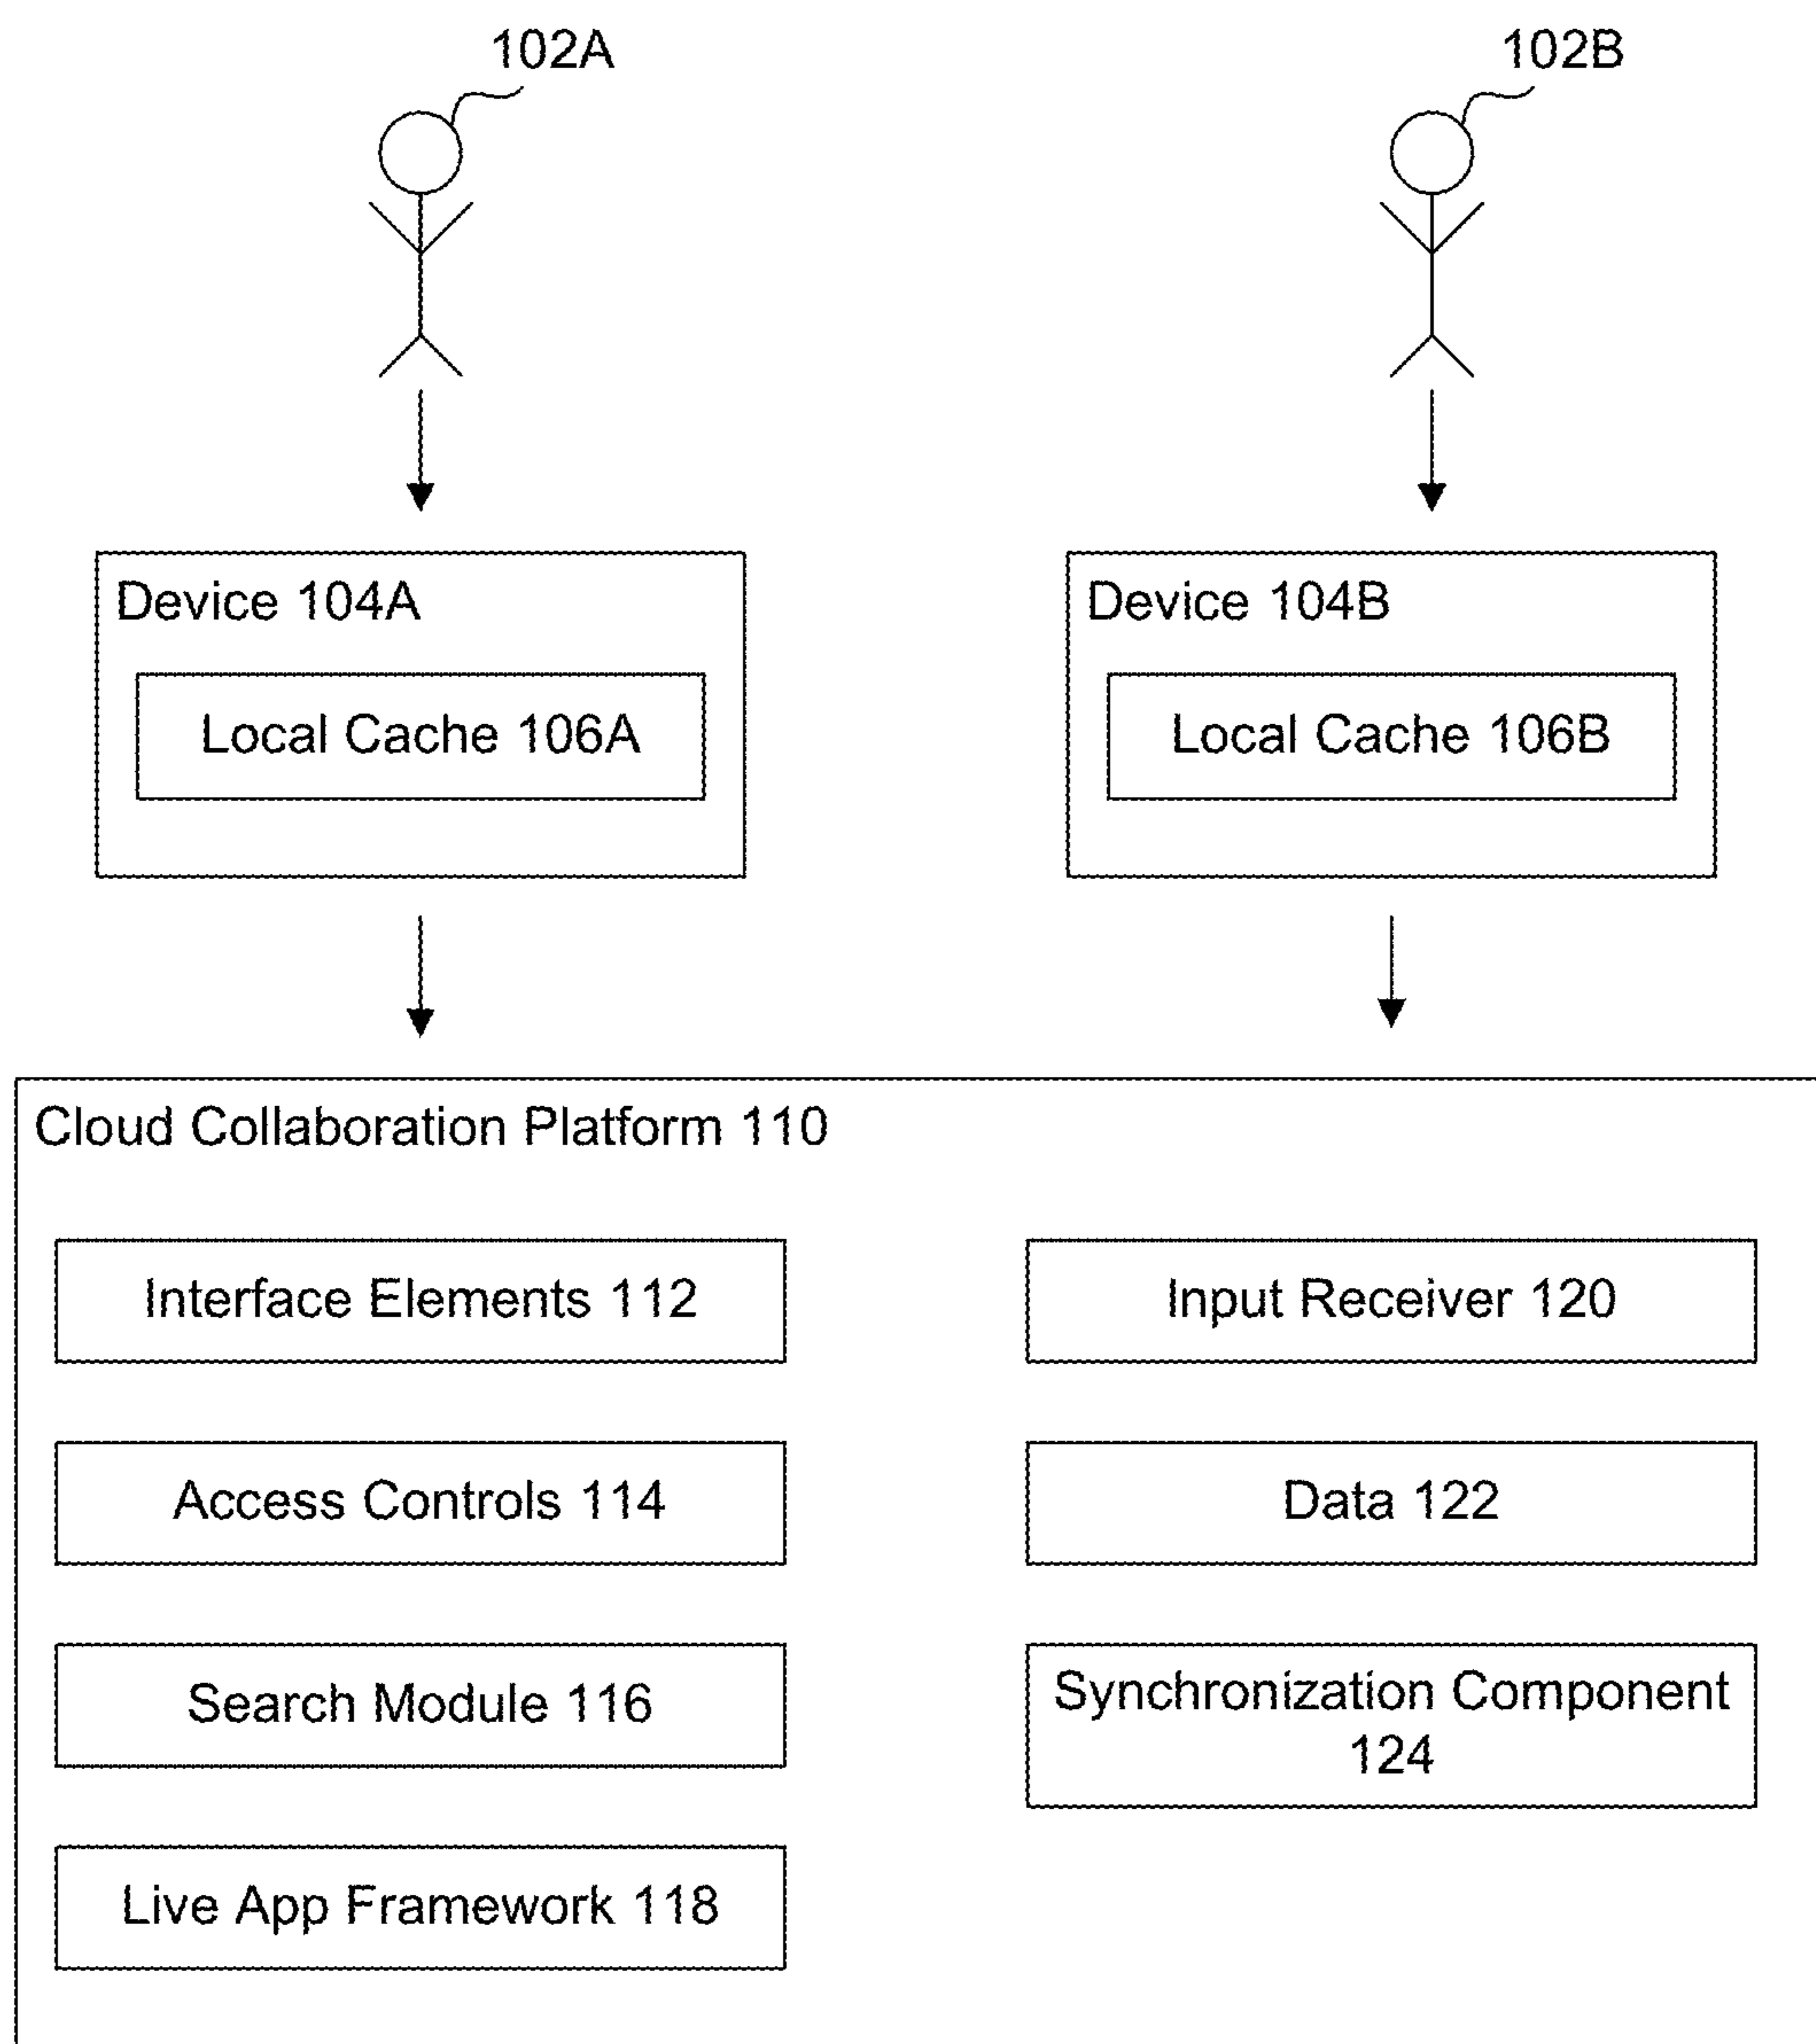 102A
102B
Device 104A
Local Cache 106A
Device 104B
Local Cache 106B
Cloud Collaboration Platform 110
Interface Elements 112
Access Controls 114
Search Module 116
Live App Framework 118
Input Receiver 120
Data 122
Synchronization Component
124